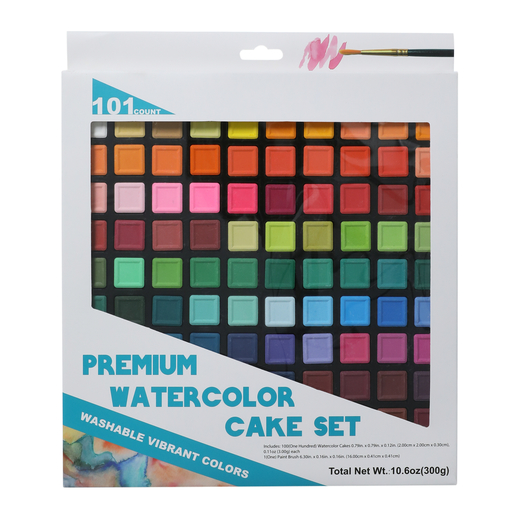 101 COUNT
PREMIUM
WATERCOLOR
CAKE SET
WASHABLE VIBRANT COLORS
Includes: 100(One Hundred) Watercolor Cakes 0.79in. x 0.79in. x 0.12in. (2.00cm x 2.00cm x 0.30cm),
0.11oz (3.00g) each
1(One) Paint Brush 6.30in. x 0.16in. x 0.16in. (16.00cm x 0.41cm x 0.41cm)
Total Net Wt. 10.6oz(300g)